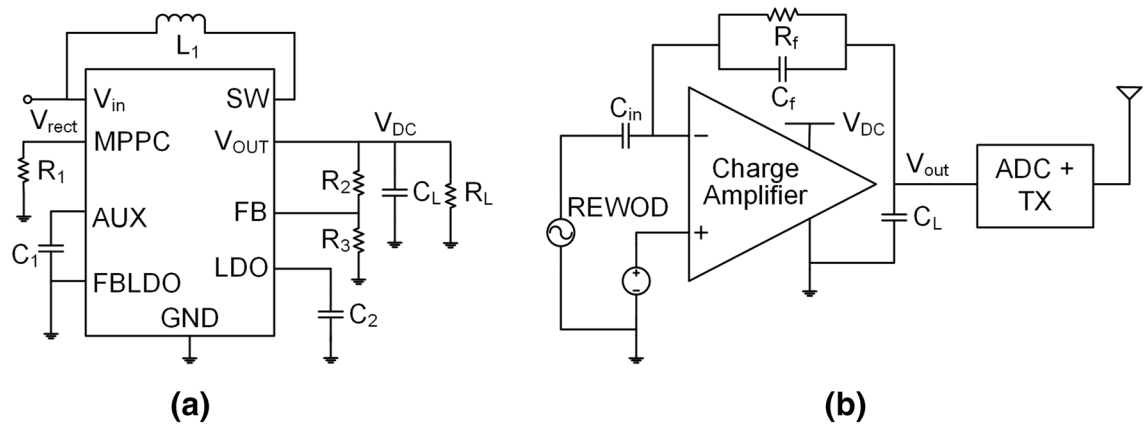 L1
Vin
SW
Vrect
MPPC
VOUT
VDC
R1
R2
CL
RL
AUX
FB
C1
R3
LDO
FBLDO
C2
GND
(a)
Rf
Cf
Cin
VDC
Charge
Amplifier
Vout
ADC +
TX
REWOD
CL
(b)